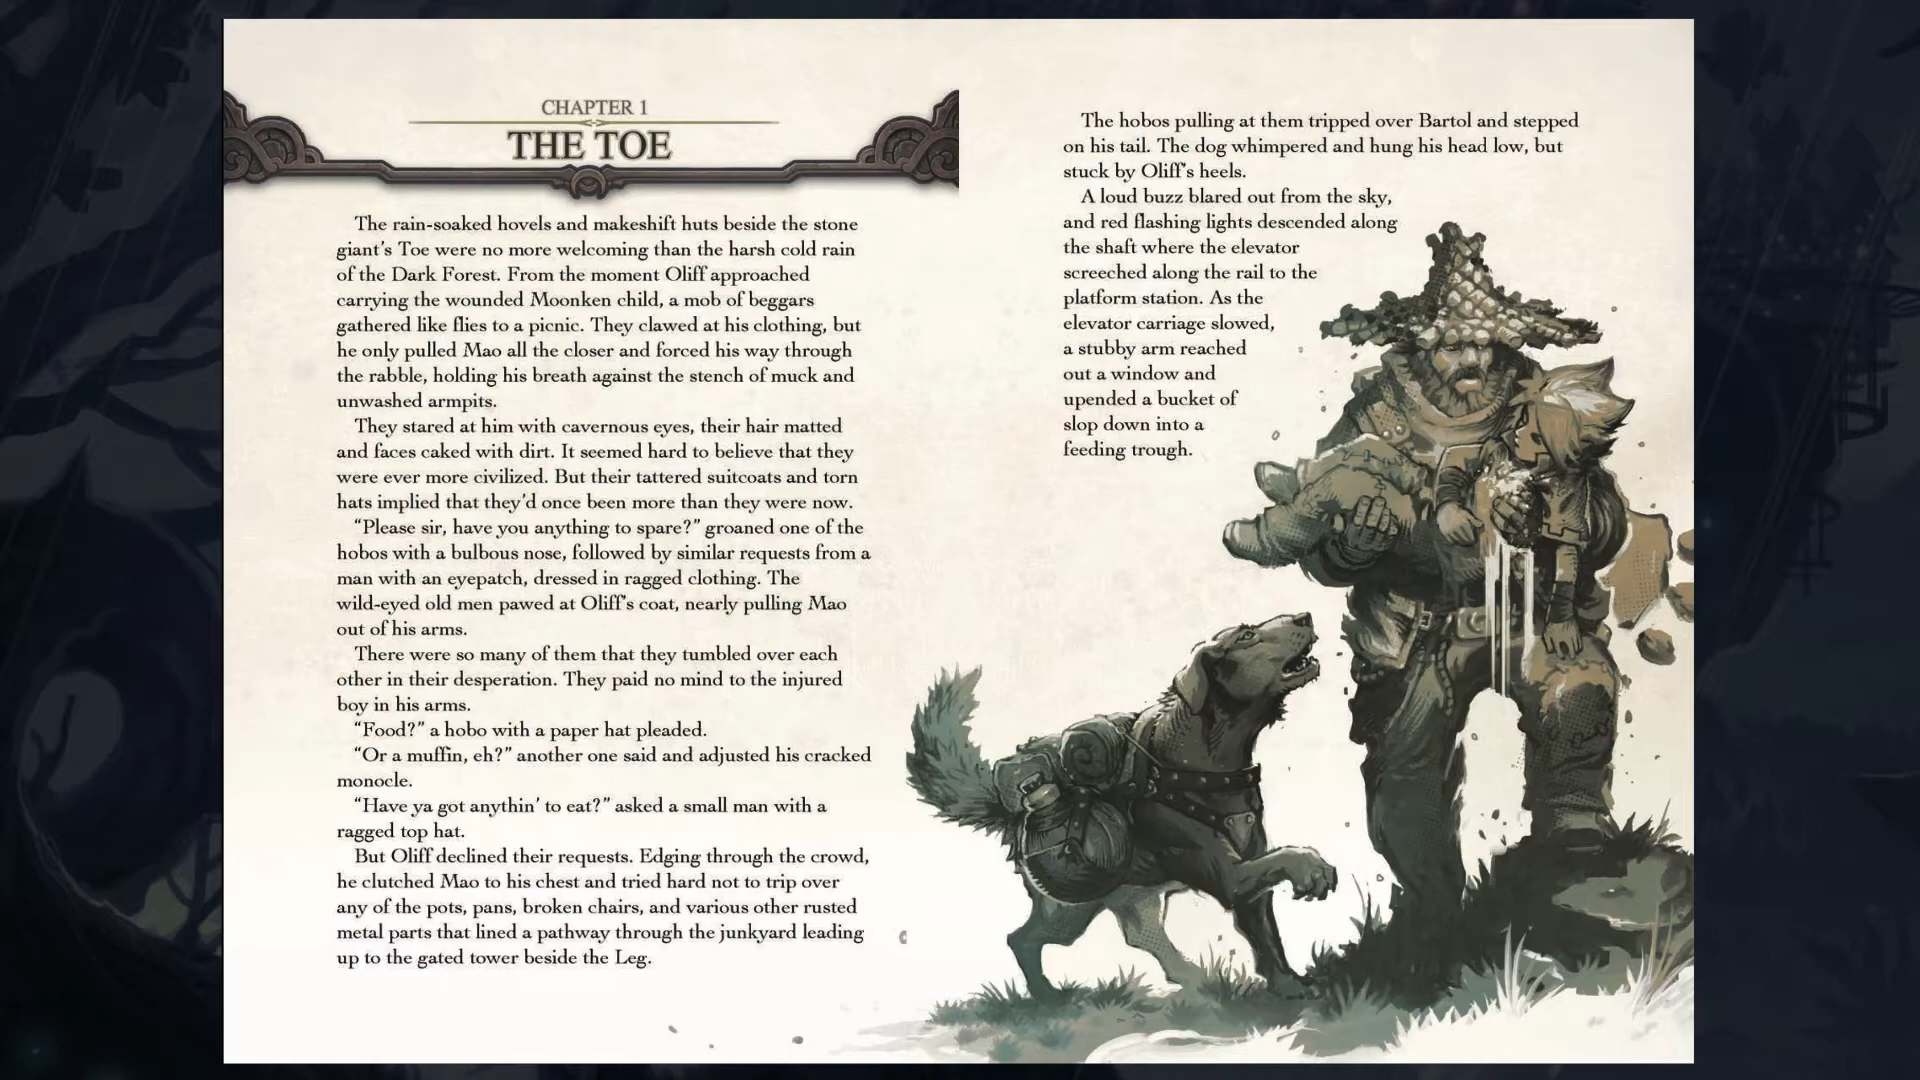 CHAPTER 1
THE TOE
The rain-soaked hovels and makeshift huts beside the stone
giant's Toe were no more welcoming than the harsh cold rain
of the Dark Forest. From the moment Oliff approached
carrying the wounded Moonken child, a mob of beggars
gathered like flies to a picnic. They clawed at his clothing, but
he only pulled Mao all the closer and forced his way through
the rabble, holding his breath against the stench of muck and
unwashed armpits.
They stared at him with cavernous eyes, their hair matted
and faces caked with dirt. It seemed hard to believe that they
were ever more civilized. But their tattered suitcoats and torn
hats implied that they'd once been more than they were now.
“Please sir, have you anything to spare?” groaned one of the
hobos with a bulbous nose, followed by similar requests from a
man with an eyepatch, dressed in ragged clothing. The
wild-eyed old men pawed at Oliff's coat, nearly pulling Mao
out of his arms.
There were so many of them that they tumbled over each
other in their desperation. They paid no mind to the injured
boy in his arms.
“Food?” a hobo with a paper hat pleaded.
“Or a muffin, eh?” another one said and adjusted his cracked
monocle.
“Have ya got anythin' to eat?” asked a small man with a
ragged top hat.
But Oliff declined their requests. Edging through the crowd,
he clutched Mao to his chest and tried hard not to trip over
any of the pots, pans, broken chairs, and various other rusted
metal parts that lined a pathway through the junkyard leading
up to the gated tower beside the Leg.
The hobos pulling at them tripped over Bartol and stepped
on his tail. The dog whimpered and hung his head low, but
stuck by Oliff's heels.
A loud buzz blared out from the sky,
and red flashing lights descended along
the shaft where the elevator
screeched along the rail to the
platform station. As the
elevator carriage slowed,
a stubby arm reached
out a window and
upended a bucket of
slop down into a
feeding trough.